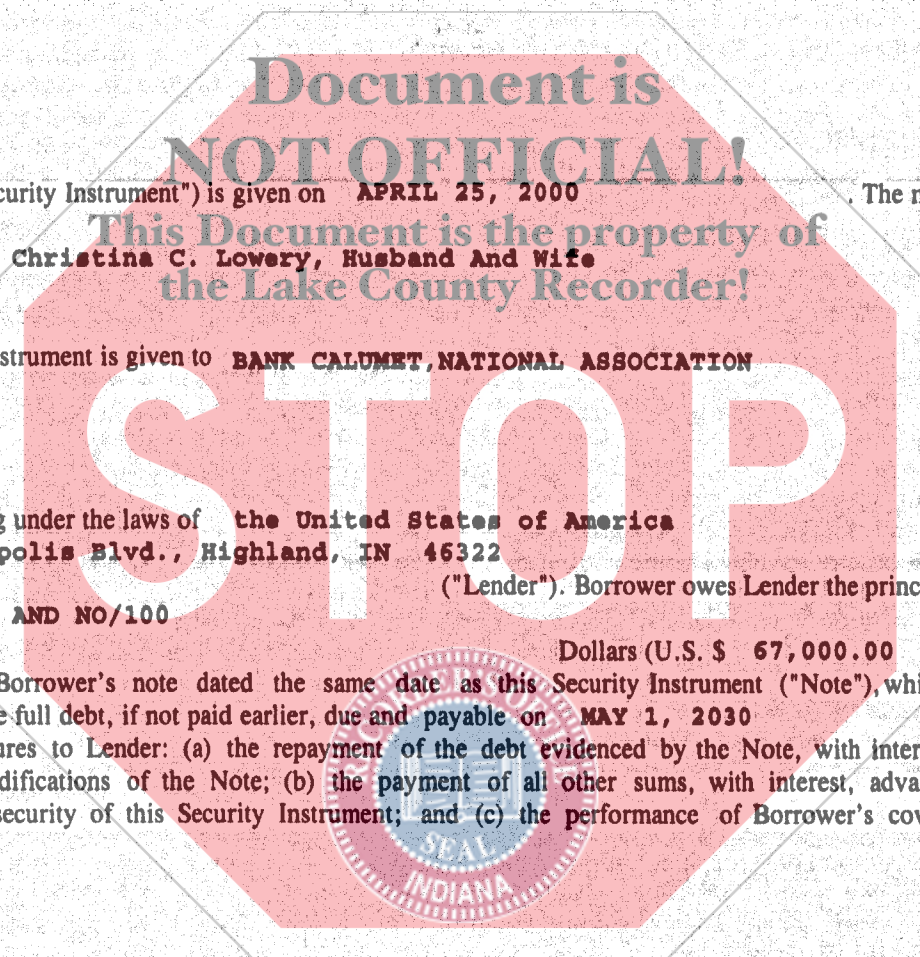 Document is
NOT OFFICIAL!
curity Instrument") is given on APRIL 25, 2000 . The m
This Document is the property of
Christina C. Lowery, Husband And Wife
the Lake County Recorder!
strument is given to BANK CALUMET, NATIONAL ASSOCIATION
STOP
g under the laws of the United States of America
polis Blvd., Highland, IN 46322
("Lender"). Borrower owes Lender the princ
AND NO/100
Dollars (U.S. $ 67,000.00
Borrower's note dated the same date as this Security Instrument ("Note"), whi
e full debt, if not paid earlier, due and payable on MAY 1, 2030
ures to Lender: (a) the repayment of the debt evidenced by the Note, with inter
difications of the Note; (b) the payment of all other sums, with interest, adva
security of this Security Instrument; and (c) the performance of Borrower's cov
SEAL
INDIANA